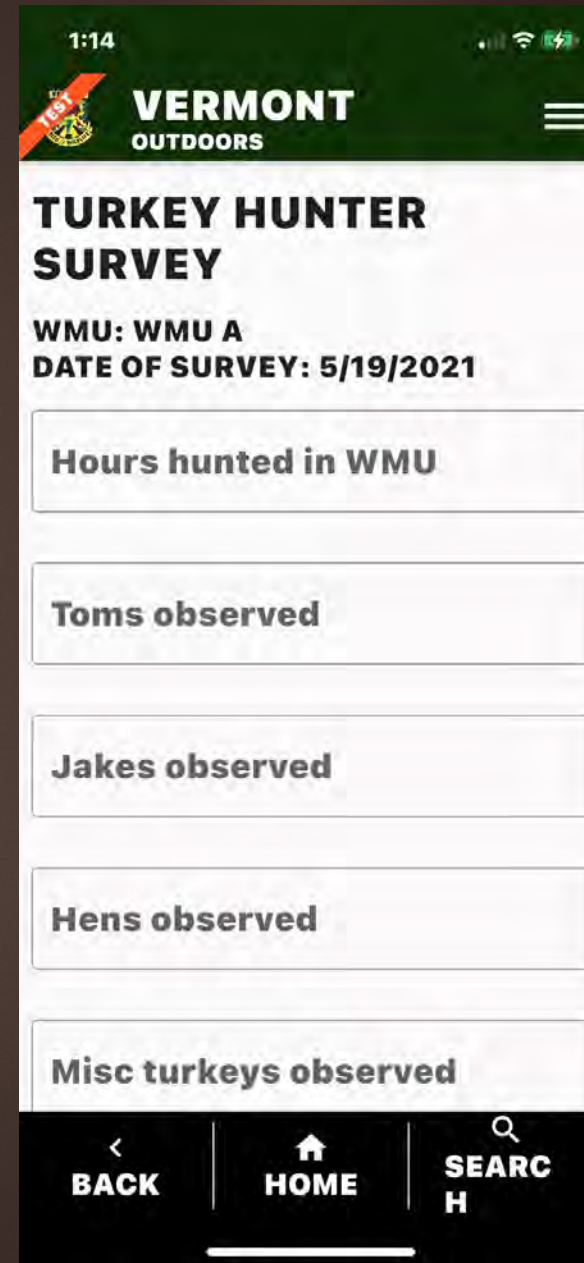 1:14
TEST
VERMONT
OUTDOORS
TURKEY HUNTER
SURVEY
WMU: WMU A
DATE OF SURVEY: 5/19/2021
Hours hunted in WMU
Toms observed
Jakes observed
Hens observed
Misc turkeys observed
BACK
HOME
SEARC
H